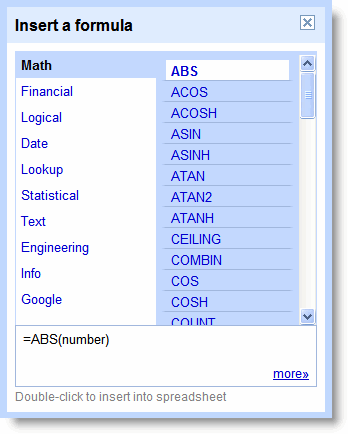 Insert a formula
Math
Financial
Logical
Date
Lookup
Statistical
Text
Engineering
Info
Google
ABS
ACOS
ACOSH
ASIN
ASINH
ATAN
ATAN2
ATANH
CEILING
COMBIN
COS
COSH
COUNT
=ABS(number)
more»
Double-click to insert into spreadsheet